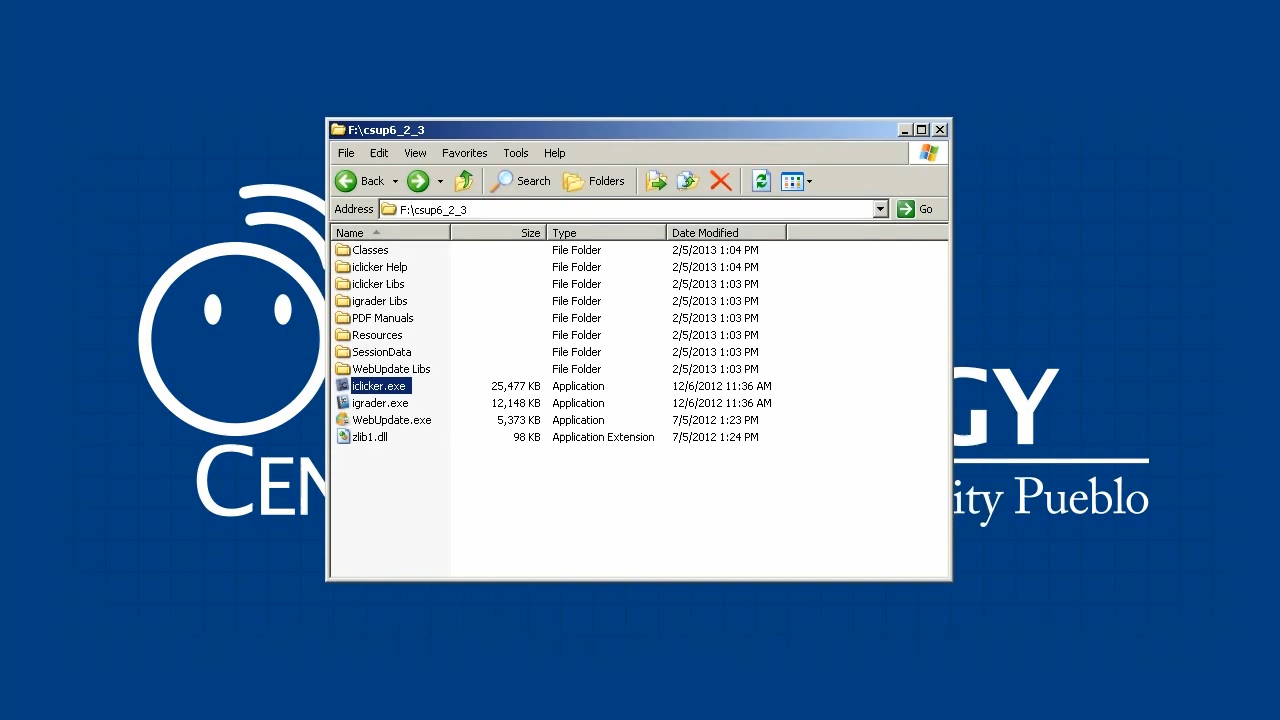 F:\csup6_2_3
File Edit View Favorites Tools Help
Back Search Folders
Address F:\csup6_2_3 Go
Name Size Type Date Modified
Classes File Folder 2/5/2013 1:04 PM
iclicker Help File Folder 2/5/2013 1:04 PM
iclicker Libs File Folder 2/5/2013 1:03 PM
igrader Libs File Folder 2/5/2013 1:03 PM
PDF Manuals File Folder 2/5/2013 1:03 PM
Resources File Folder 2/5/2013 1:03 PM
SessionData File Folder 2/5/2013 1:03 PM
WebUpdate Libs File Folder 2/5/2013 1:03 PM
iclicker.exe 25,477 KB Application 12/6/2012 11:36 AM
igrader.exe 12,148 KB Application 12/6/2012 11:36 AM
WebUpdate.exe 5,373 KB Application 7/5/2012 1:23 PM
zlib1.dll 98 KB Application Extension 7/5/2012 1:24 PM
GY
CEN
ity Pueblo